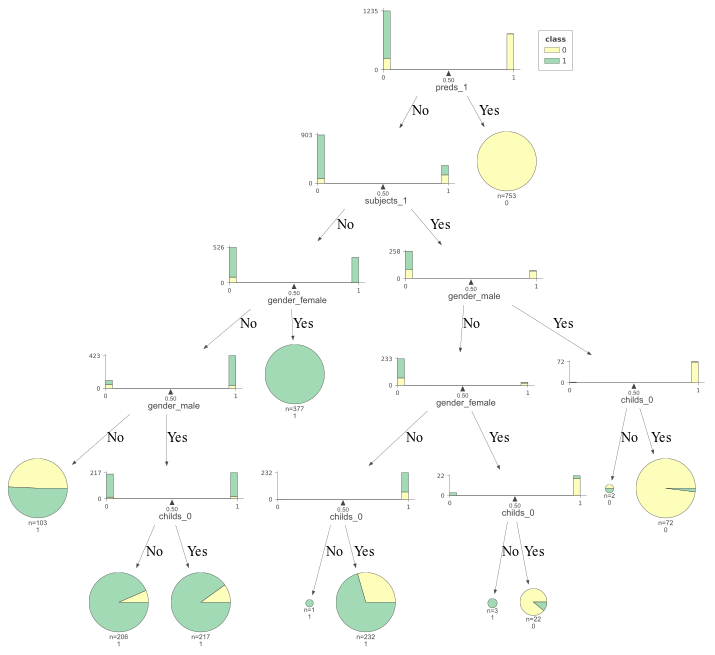 1235
class
0
1
0
0
0.50
1
preds_1
No Yes
903
0
0
0.50
1
n=753
0
subjects_1
No Yes
526
0
0
0.50
1
gender_female
258
0
0
0.50
1
gender_male
No Yes
No Yes
423
0
0
0.50
1
gender_male
n=377
1
233
0
0
0.50
1
gender_female
72
0
0
0.50
1
childs_0
No Yes
No Yes
No Yes
n=103
1
217
0
0
0.50
1
childs_0
232
0
0
0.50
1
childs_0
22
0
0
0.50
1
childs_0
n=2
0
n=72
0
No Yes
No Yes
No Yes
n=206
1
n=217
1
n=1
1
n=232
1
n=3
1
n=22
0